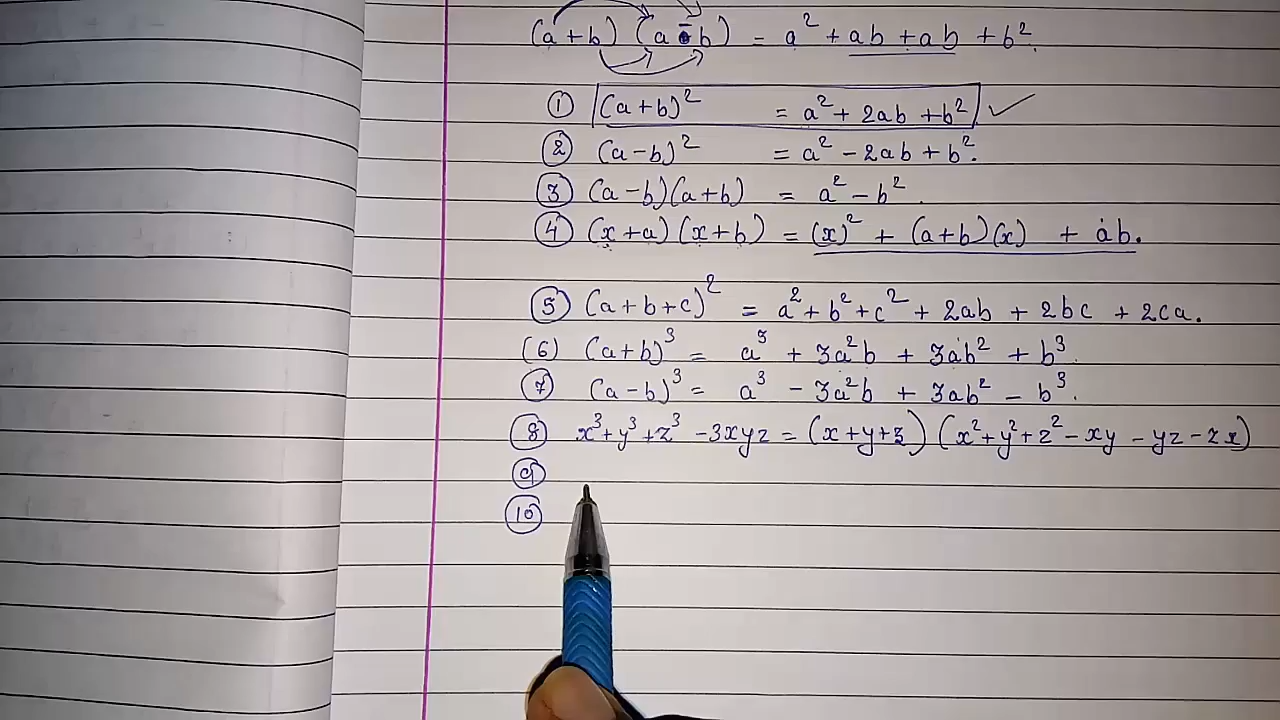 (a+b) (a-b) = a² + ab + ab + b².
① (a+b)² = a² + 2ab + b² ✓
② (a-b)² = a² - 2ab + b².
③ (a-b)(a+b) = a² - b².
④ (x+a)(x+b) = (x)² + (a+b)(x) + ab.
⑤ (a+b+c)² = a² + b² + c² + 2ab + 2bc + 2ca.
(6) (a+b)³ = a³ + 3a²b + 3ab² + b³.
⑦ (a-b)³ = a³ - 3a²b + 3ab² - b³.
⑧ x³+y³+z³ -3xyz = (x+y+z) (x²+y²+z²-xy-yz-zx)
⑨
⑩